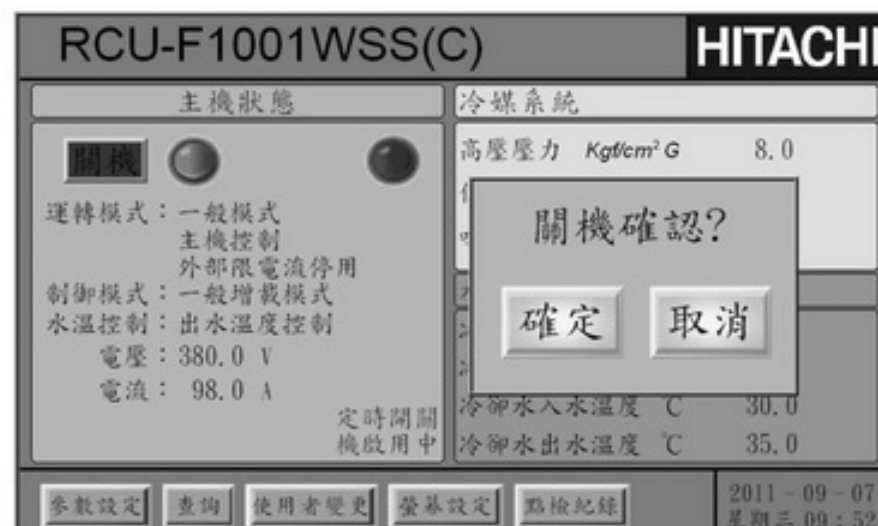 RCU-F1001WSS(C)
HITACHI
主機狀態
關機
運轉模式：一般模式
主機控制
外部限電流停用
制御模式：一般增載模式
水溫控制：出水溫度控制
電壓：380.0 V
電流： 98.0 A
定時開關
機啟用中
冷媒系統
高壓壓力 Kgf/cm² G 8.0
關機確認?
確定
取消
冷卻水入水溫度 ℃ 30.0
冷卻水出水溫度 ℃ 35.0
參數設定
查詢
使用者變更
螢幕設定
點檢紀錄
2011 - 09 - 07
星期三 09 : 52